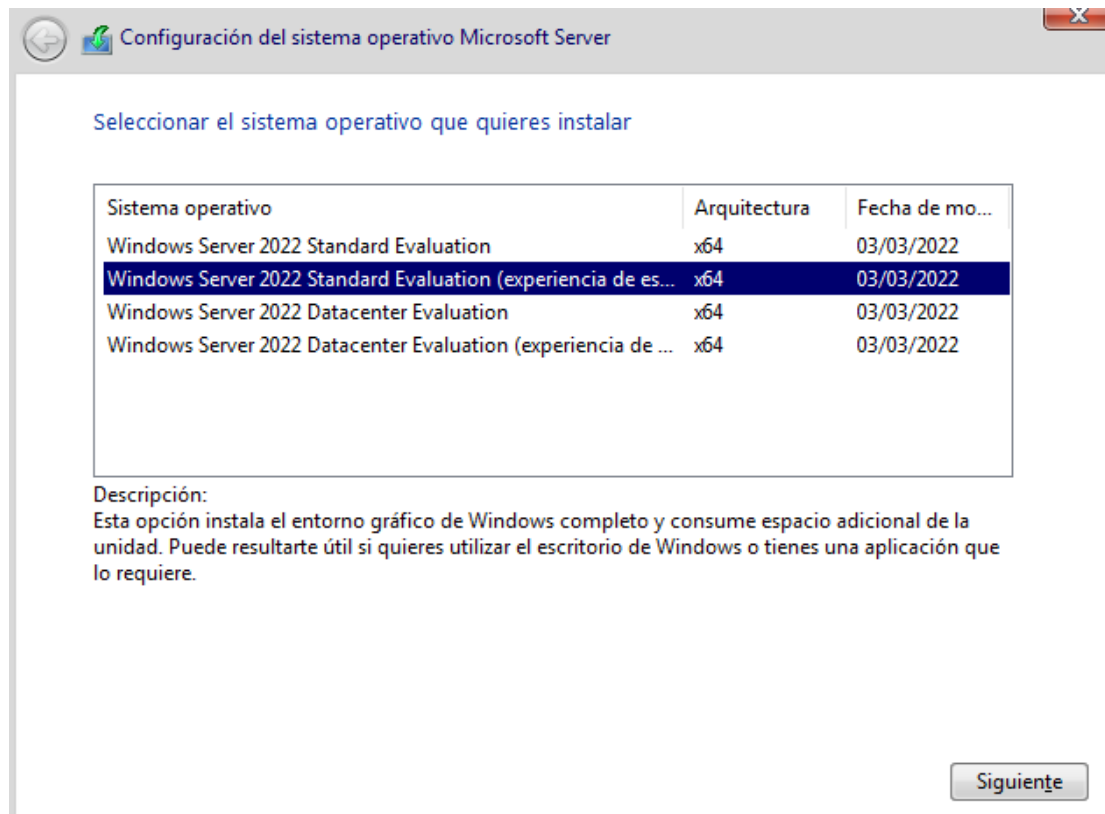 Configuración del sistema operativo Microsoft Server
Seleccionar el sistema operativo que quieres instalar
Sistema operativo Arquitectura Fecha de mo...
Windows Server 2022 Standard Evaluation x64 03/03/2022
Windows Server 2022 Standard Evaluation (experiencia de es... x64 03/03/2022
Windows Server 2022 Datacenter Evaluation x64 03/03/2022
Windows Server 2022 Datacenter Evaluation (experiencia de ... x64 03/03/2022
Descripción:
Esta opción instala el entorno gráfico de Windows completo y consume espacio adicional de la
unidad. Puede resultarte útil si quieres utilizar el escritorio de Windows o tienes una aplicación que
lo requiere.
Siguiente